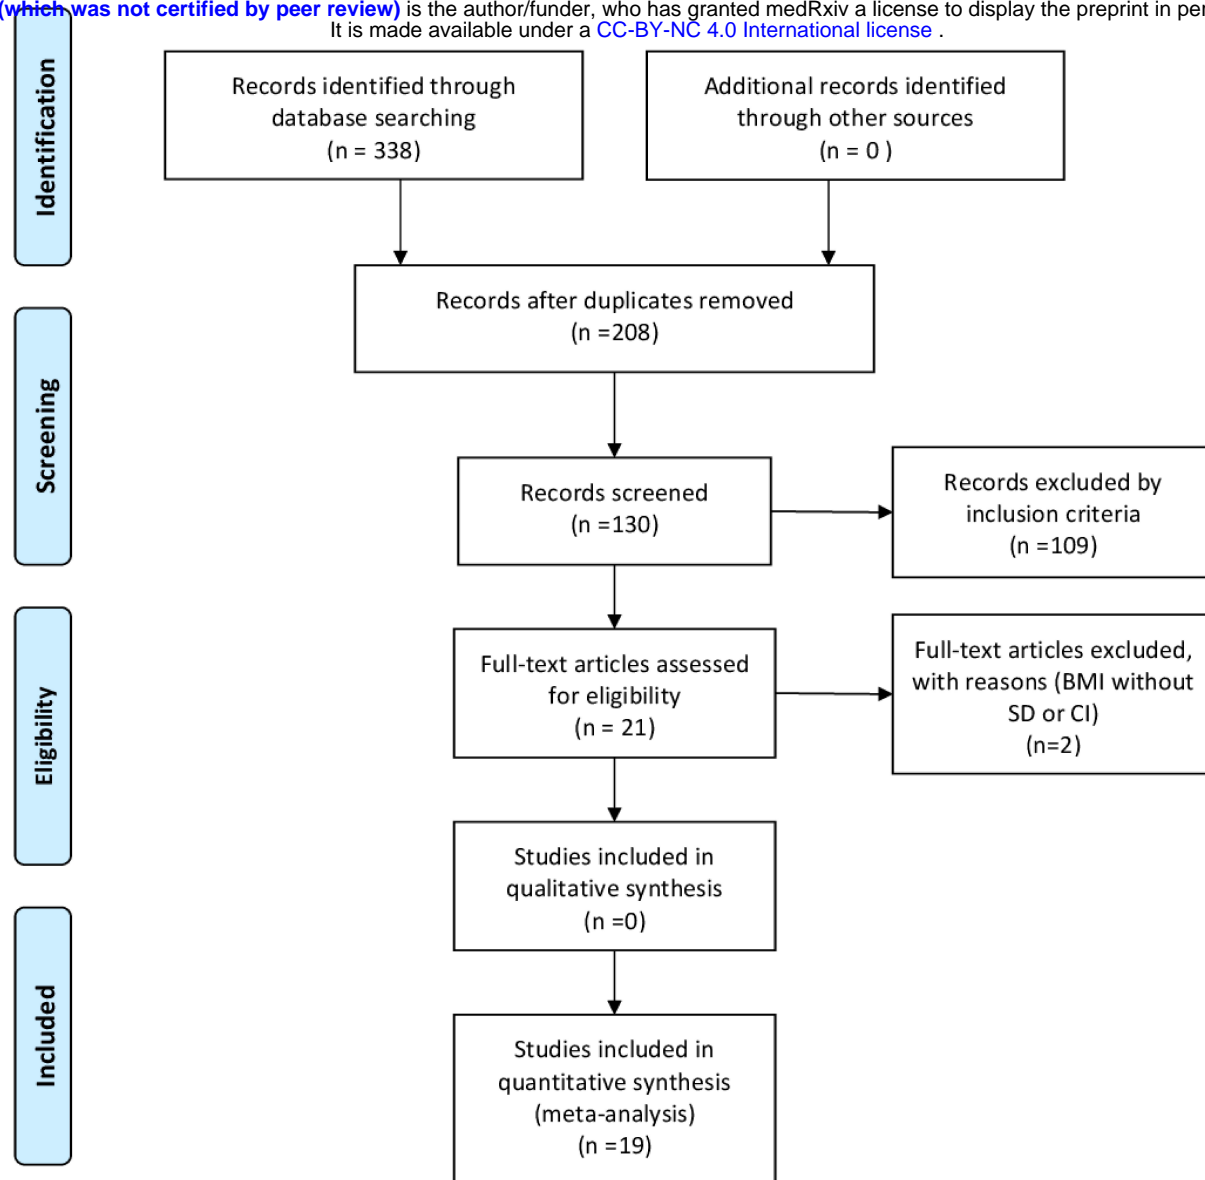 (which was not certified by peer review) is the author/funder, who has granted medRxiv a license to display the preprint in
It is made available under a CC-BY-NC 4.0 International license .
Identification
Records identified through
database searching
(n = 338)
Additional records identified
through other sources
(n = 0 )
Records after duplicates removed
(n =208)
Screening
Records screened
(n =130)
Records excluded by
inclusion criteria
(n =109)
Eligibility
Full-text articles assessed
for eligibility
(n = 21)
Full-text articles excluded,
with reasons (BMI without
SD or CI)
(n=2)
Studies included in
qualitative synthesis
(n =0)
Included
Studies included in
quantitative synthesis
(meta-analysis)
(n =19)